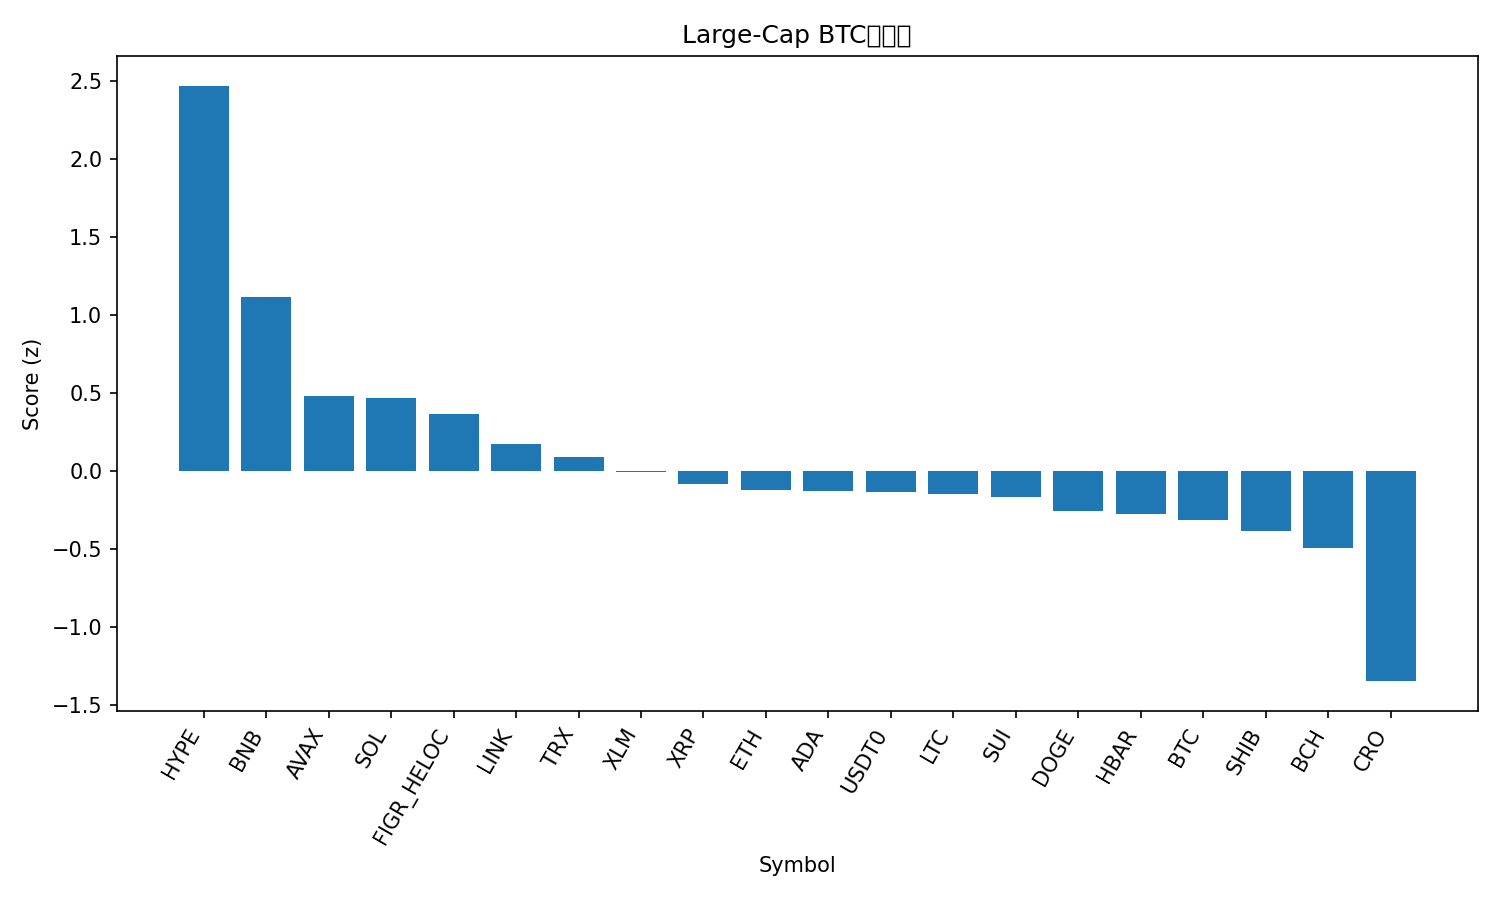 Large-Cap BTC
Score (z)
2.5
2.0
1.5
1.0
0.5
0.0
−0.5
−1.0
−1.5
HYPE
BNB
AVAX
SOL
FIGR_HELOC
LINK
TRX
XLM
XRP
ETH
ADA
USDT0
LTC
SUI
DOGE
HBAR
BTC
SHIB
BCH
CRO
Symbol